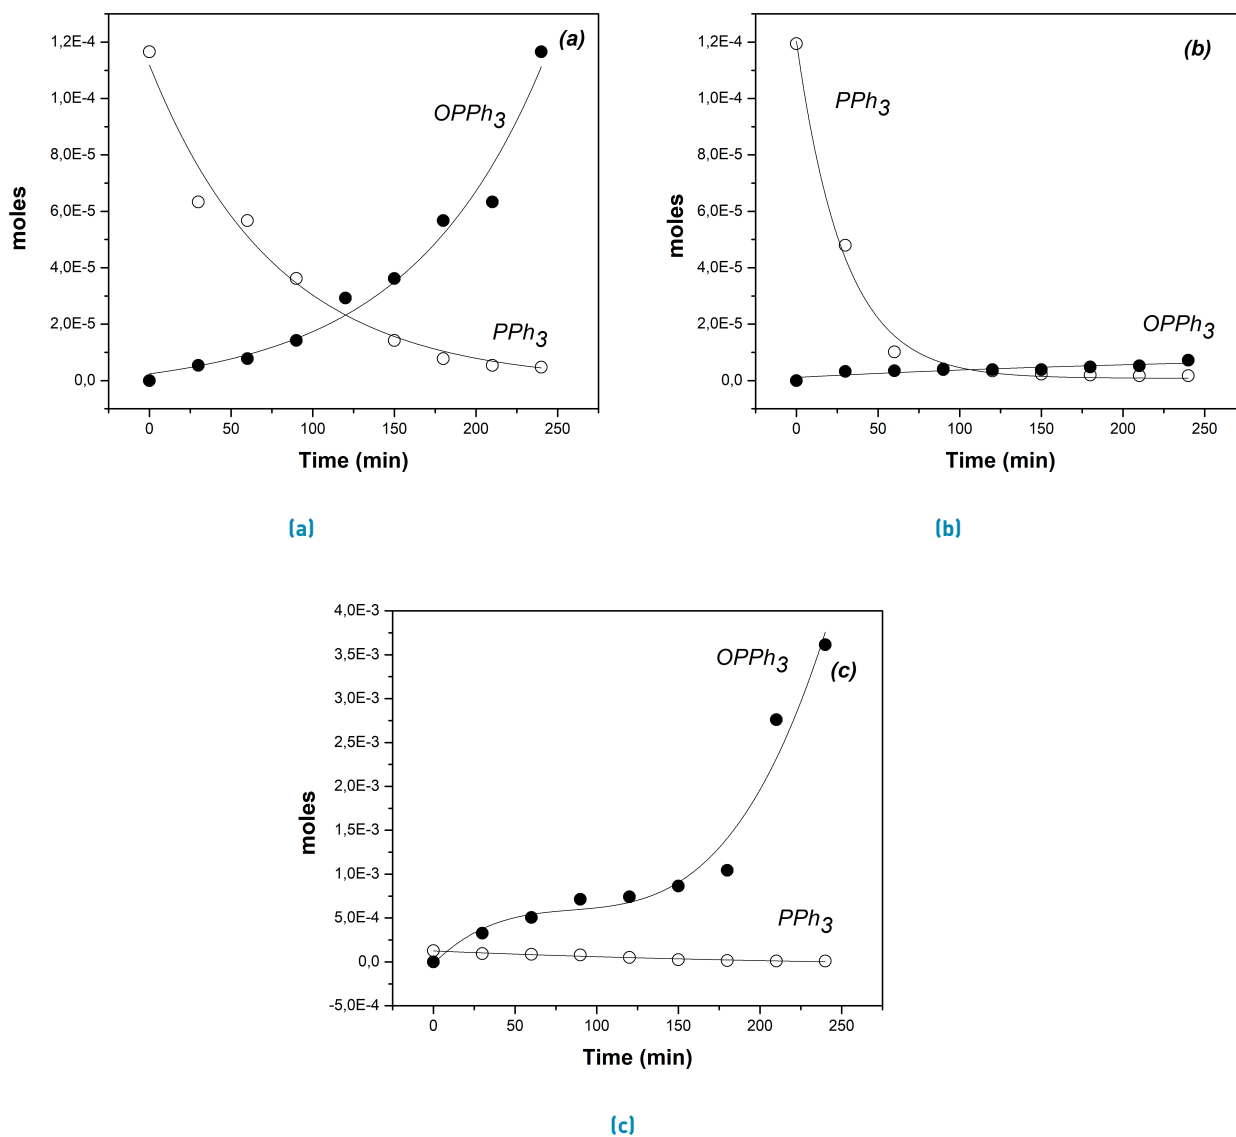 (a)
OPPh3
PPh3
moles
1,2E-4
1,0E-4
8,0E-5
6,0E-5
4,0E-5
2,0E-5
0,0
0 50 100 150 200 250
Time (min)
(a)
(b)
PPh3
OPPh3
moles
1,2E-4
1,0E-4
8,0E-5
6,0E-5
4,0E-5
2,0E-5
0,0
0 50 100 150 200 250
Time (min)
(b)
OPPh3
(c)
PPh3
moles
4,0E-3
3,5E-3
3,0E-3
2,5E-3
2,0E-3
1,5E-3
1,0E-3
5,0E-4
0,0
-5,0E-4
0 50 100 150 200 250
Time (min)
(c)